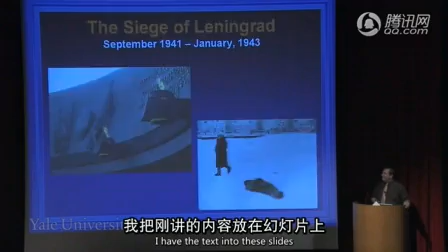 The Siege of Leningrad
腾讯网
QQ.com
September 1941 – January, 1943
Yale Universi
我把刚讲的内容放在幻灯片上
I have the text into these slides